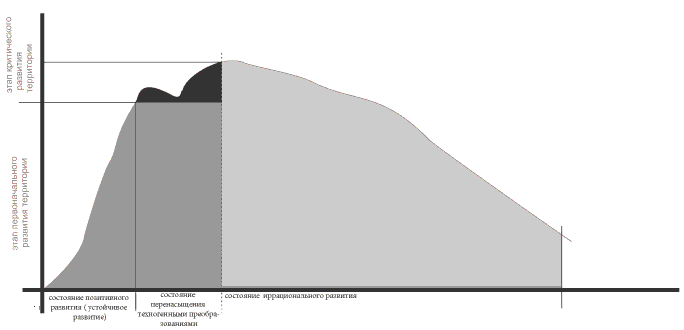 этап критического
развития
территории
этап первоначального
развития территории
состояние позитивного
развития ( устойчивое
развитие)
состояние
перенасыщения
техногенными преобра-
зованиями
состояние иррационального развития